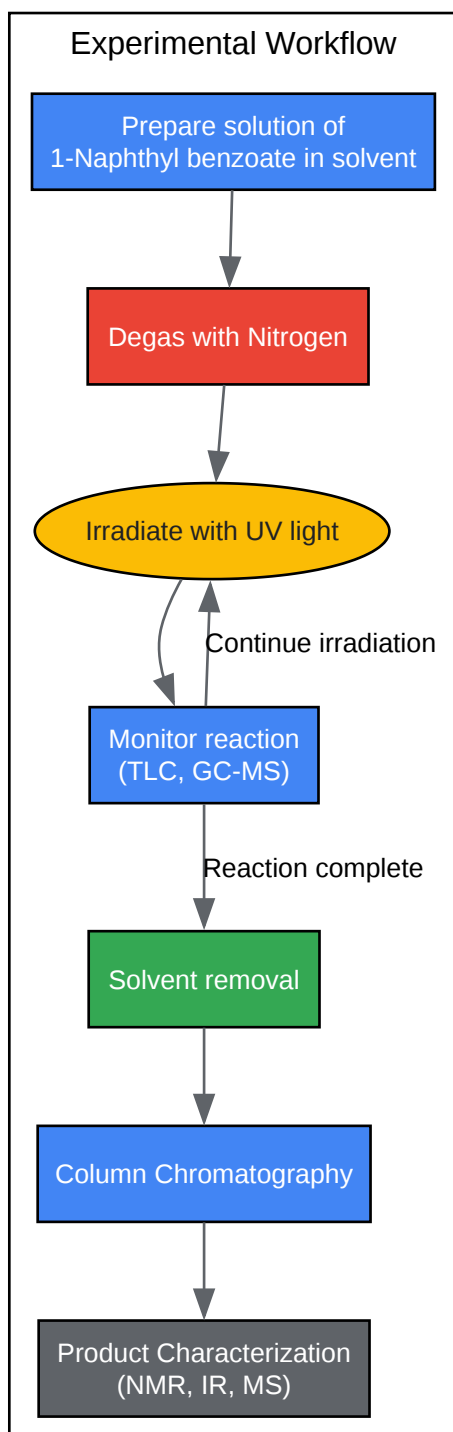 Experimental Workflow
Prepare solution of
1-Naphthyl benzoate in solvent
Degas with Nitrogen
Irradiate with UV light
Continue irradiation
Monitor reaction
(TLC, GC-MS)
Reaction complete
Solvent removal
Column Chromatography
Product Characterization
(NMR, IR, MS)